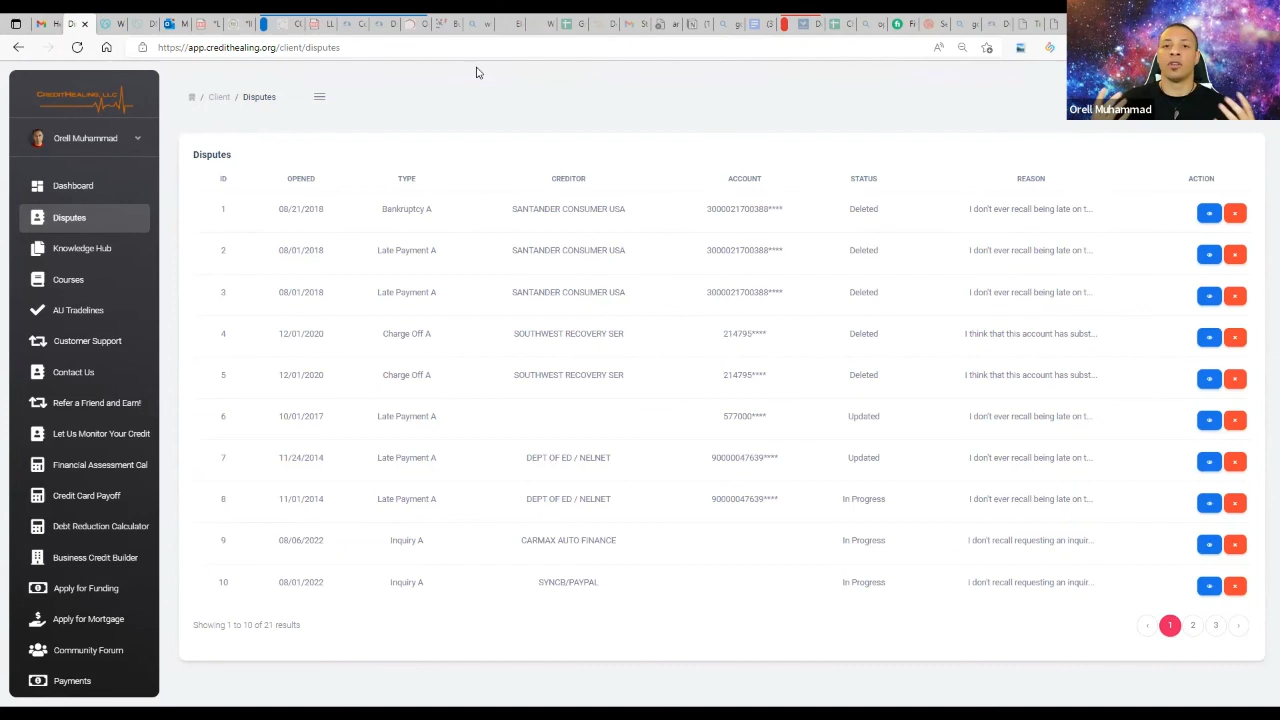 https://app.credithealing.org/client/disputes
Orell Muhammad
CREDITHEALING, LLC
Orell Muhammad
/ Client / Disputes
Dashboard
Disputes
Knowledge Hub
Courses
AU Tradelines
Customer Support
Contact Us
Refer a Friend and Earn!
Let Us Monitor Your Credit
Financial Assessment Cal
Credit Card Payoff
Debt Reduction Calculator
Business Credit Builder
Apply for Funding
Apply for Mortgage
Community Forum
Payments
Disputes
ID OPENED TYPE CREDITOR ACCOUNT STATUS REASON ACTION
1 08/21/2018 Bankruptcy A SANTANDER CONSUMER USA 3000021700388**** Deleted I don't ever recall being late on t...
2 08/01/2018 Late Payment A SANTANDER CONSUMER USA 3000021700388**** Deleted I don't ever recall being late on t...
3 08/01/2018 Late Payment A SANTANDER CONSUMER USA 3000021700388**** Deleted I don't ever recall being late on t...
4 12/01/2020 Charge Off A SOUTHWEST RECOVERY SER 214795**** Deleted I think that this account has subst...
5 12/01/2020 Charge Off A SOUTHWEST RECOVERY SER 214795**** Deleted I think that this account has subst...
6 10/01/2017 Late Payment A 577000**** Updated I don't ever recall being late on t...
7 11/24/2014 Late Payment A DEPT OF ED / NELNET 90000047639**** Updated I don't ever recall being late on t...
8 11/01/2014 Late Payment A DEPT OF ED / NELNET 90000047639**** In Progress I don't ever recall being late on t...
9 08/06/2022 Inquiry A CARMAX AUTO FINANCE In Progress I don't recall requesting an inquir...
10 08/01/2022 Inquiry A SYNCB/PAYPAL In Progress I don't recall requesting an inquir...
Showing 1 to 10 of 21 results
‹ 1 2 3 ›